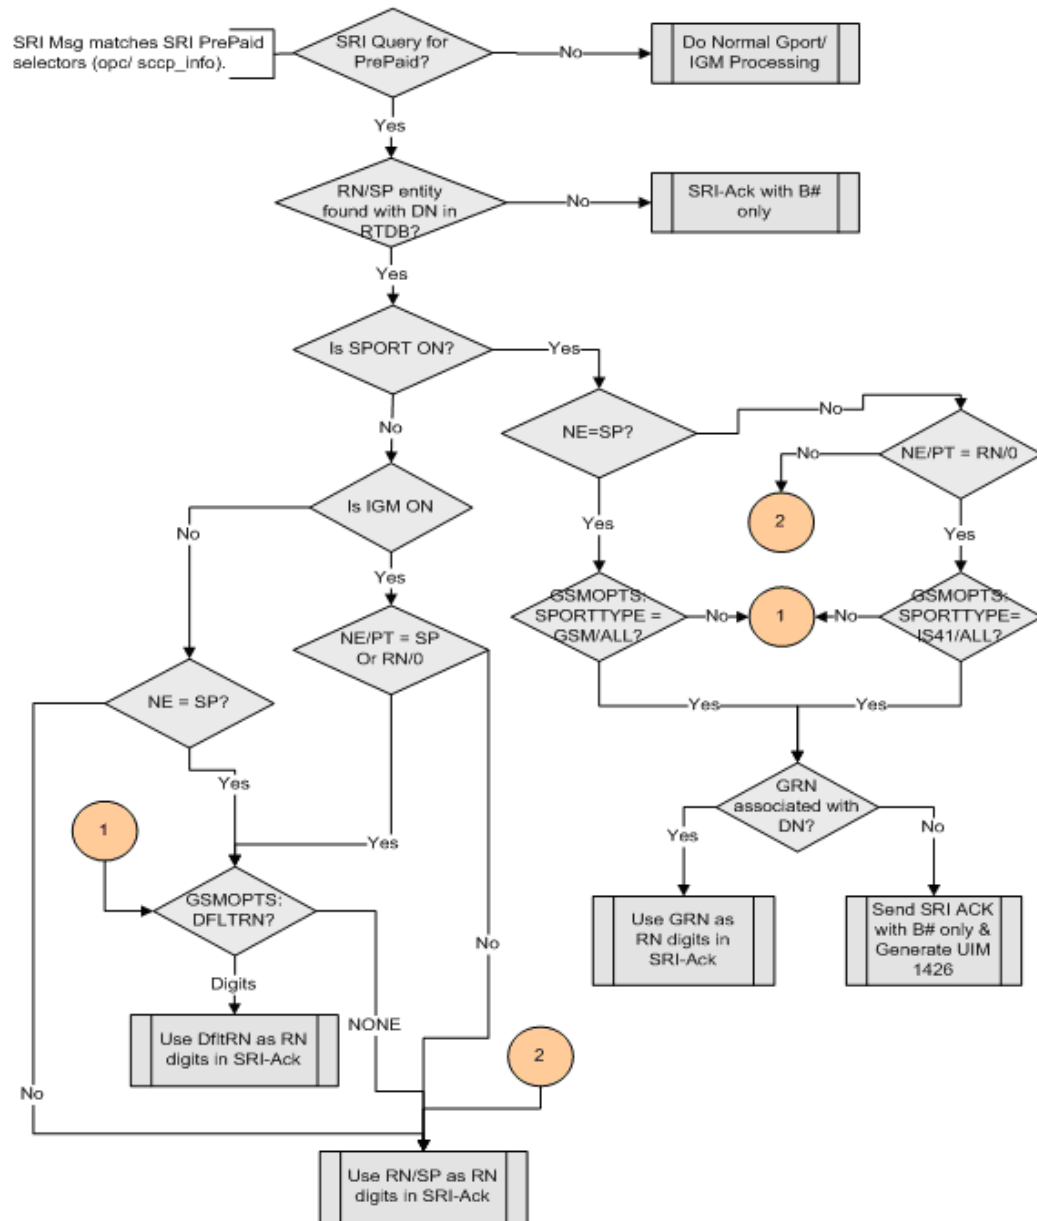 SRI Msg matches SRI PrePaid
selectors (opc/ sccp_info).
SRI Query for
PrePaid?
No
Do Normal Gport/
IGM Processing
Yes
RN/SP entity
found with DN in
RTDB?
No
SRI-Ack with B#
only
Yes
Is SPORT ON?
Yes
No
NE=SP?
No
NE/PT = RN/0
No
2
Is IGM ON
No
Yes
Yes
Yes
GSMOPTS:
SPORTTYPE =
GSM/ALL?
No
1
No
GSMOPTS:
SPORTTYPE=
IS41/ALL?
NE/PT = SP
Or RN/0
NE = SP?
Yes
Yes
Yes
GRN
associated with
DN?
1
Yes
Yes
No
GSMOPTS:
DFLTRN?
No
Use GRN as
RN digits in
SRI-Ack
Send SRI ACK
with B# only &
Generate UIM
1426
Digits
NONE
Use DfltRN as RN
digits in SRI-Ack
2
No
Use RN/SP as RN
digits in SRI-Ack